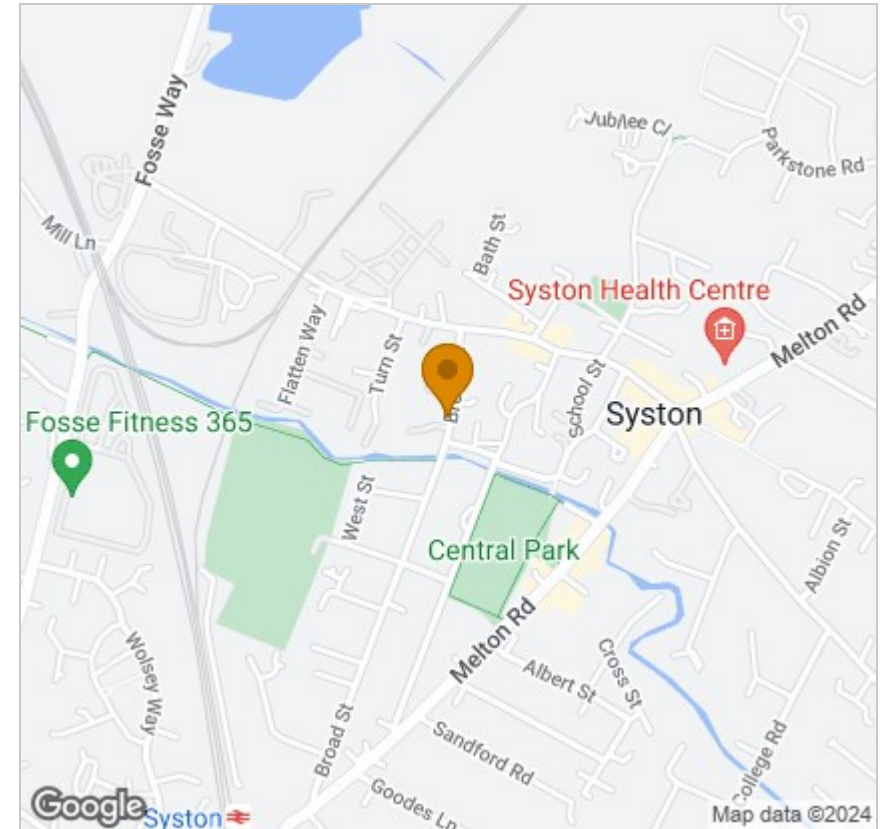 Fosse Way
Jubilee Cl
Parkstone Rd
Mill Ln
Bath St
Syston Health Centre
Melton Rd
Flatten Way
Turn St
School St
Syston
Fosse Fitness 365
West St
Central Park
Albion St
Melton Rd
Wolsey Way
Cross St
Albert St
Broad St
Sandford Rd
College Rd
Goodes Ln
Google
Syston
Map data ©2024